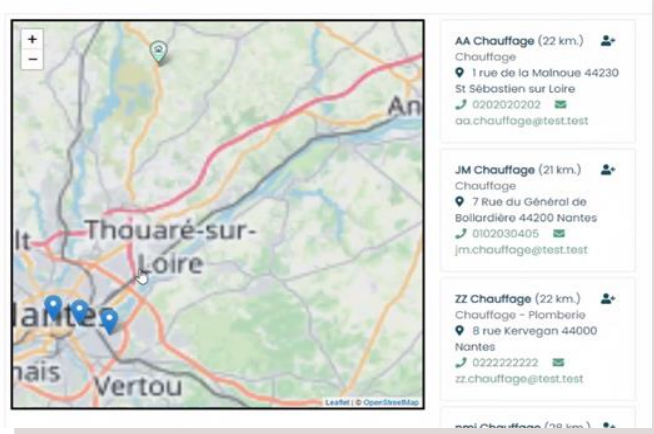 +
−
An
Thouaré-sur-
Loire
lt
lantes
nais
Vertou
Leaflet | © OpenStreetMap
AA Chauffage (22 km.)
Chauffage
1 rue de la Malnoue 44230
St Sébastien sur Loire
0202020202
aa.chauffage@test.test
JM Chauffage (21 km.)
Chauffage
7 Rue du Général de
Bollardière 44200 Nantes
0102030405
jm.chauffage@test.test
ZZ Chauffage (22 km.)
Chauffage - Plomberie
8 rue Kervegan 44000
Nantes
0222222222
zz.chauffage@test.test